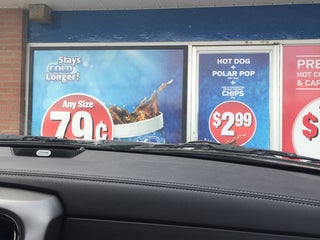 Stays
COLD
Longer!
Any Size
79¢
HOT DOG
+
POLAR POP
+
CHIPS
$2.99
PRE
HOT C
& CAP
$